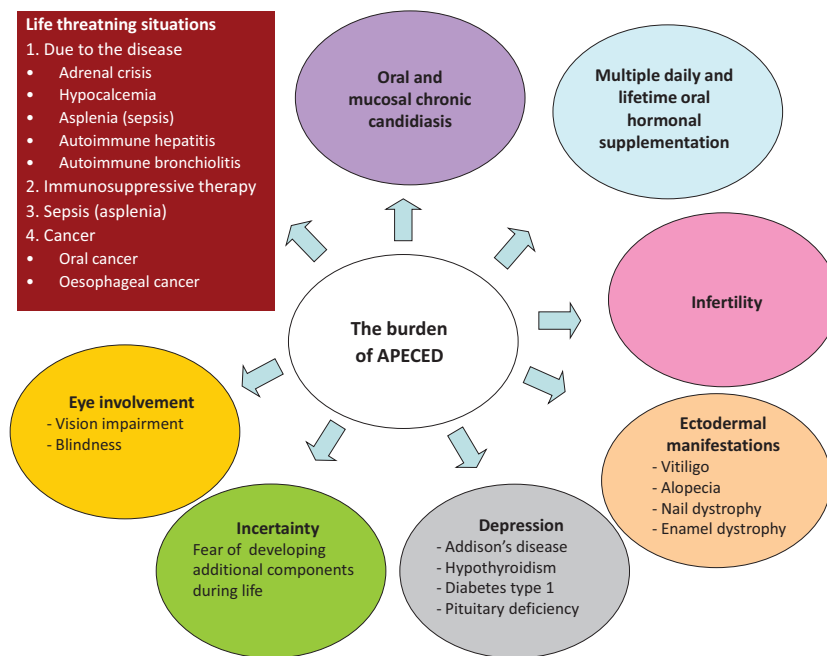 Life threatning situations
1. Due to the disease
• Adrenal crisis
• Hypocalcemia
• Asplenia (sepsis)
• Autoimmune hepatitis
• Autoimmune bronchiolitis
2. Immunosuppressive therapy
3. Sepsis (asplenia)
4. Cancer
• Oral cancer
• Oesophageal cancer
Oral and
mucosal chronic
candidiasis
Multiple daily and
lifetime oral
hormonal
supplementation
Infertility
The burden
of APECED
Eye involvement
- Vision impairment
- Blindness
Ectodermal
manifestations
- Vitiligo
- Alopecia
- Nail dystrophy
- Enamel dystrophy
Incertainty
Fear of developing
additional components
during life
Depression
- Addison's disease
- Hypothyroidism
- Diabetes type 1
- Pituitary deficiency